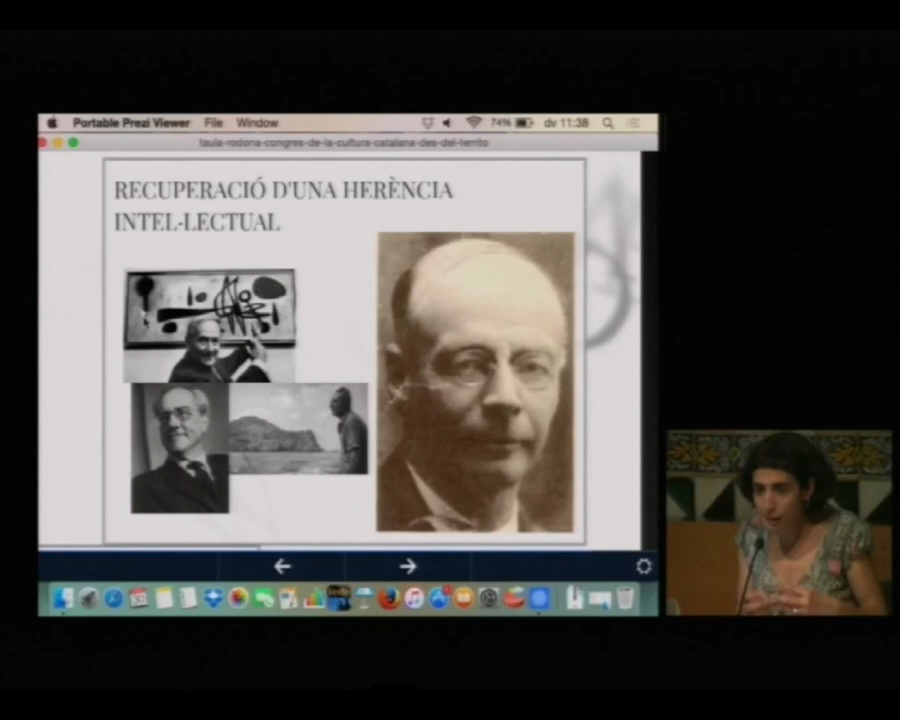 Portable Prezi Viewer File Window 74% dv 11:38
taula-rodona-congres-de-la-cultura-catalana-des-del-territo
RECUPERACIÓ D'UNA HERÈNCIA
INTEL·LECTUAL